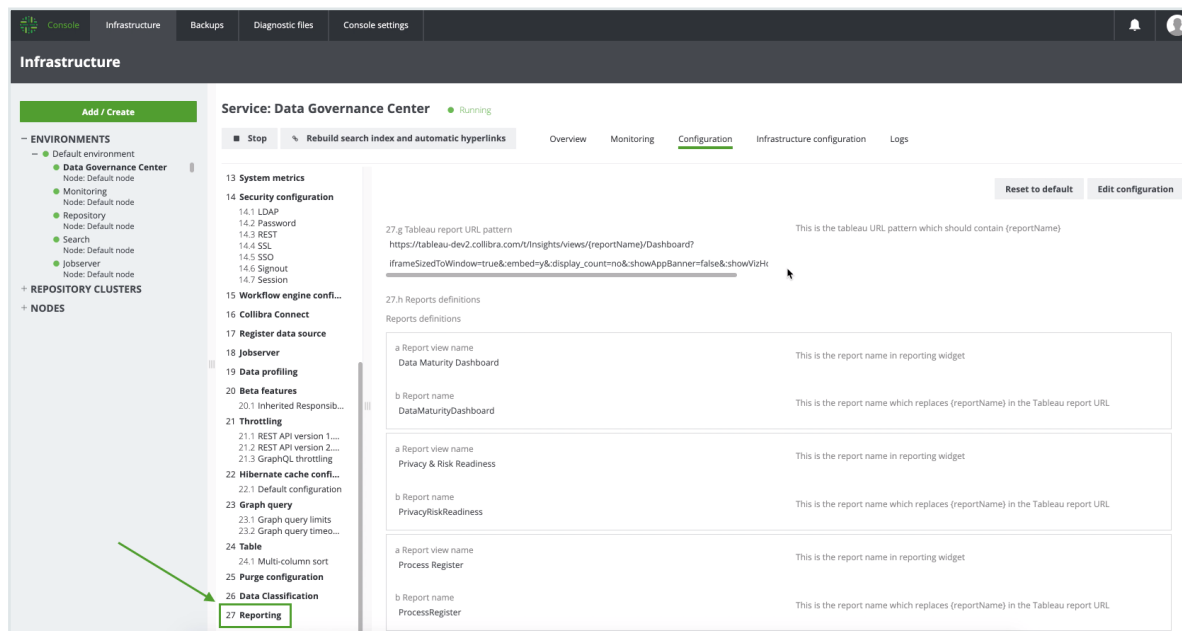 Console
Infrastructure
Backups
Diagnostic files
Console settings
Infrastructure
Add / Create
ENVIRONMENTS
Default environment
Data Governance Center
Node: Default node
Monitoring
Node: Default node
Repository
Node: Default node
Search
Node: Default node
Jobserver
Node: Default node
REPOSITORY CLUSTERS
NODES
Service: Data Governance Center
Running
Stop
Rebuild search index and automatic hyperlinks
Overview
Monitoring
Configuration
Infrastructure configuration
Logs
13 System metrics
14 Security configuration
14.1 LDAP
14.2 Password
14.3 REST
14.4 SSL
14.5 SSO
14.6 Signout
14.7 Session
15 Workflow engine confi...
16 Collibra Connect
17 Register data source
18 Jobserver
19 Data profiling
20 Beta features
20.1 Inherited Responsib...
21 Throttling
21.1 REST API version 1....
21.2 REST API version 2....
21.3 GraphQL throttling
22 Hibernate cache confi...
22.1 Default configuration
23 Graph query
23.1 Graph query limits
23.2 Graph query timeo...
24 Table
24.1 Multi-column sort
25 Purge configuration
26 Data Classification
27 Reporting
Reset to default
Edit configuration
27.g Tableau report URL pattern
This is the tableau URL pattern which should contain {reportName}
https://tableau-dev2.collibra.com/t/Insights/views/{reportName}/Dashboard?
iframeSizedToWindow=true&:embed=y&:display_count=no&:showAppBanner=false&:showVizHo
27.h Reports definitions
Reports definitions
a Report view name
Data Maturity Dashboard
This is the report name in reporting widget
b Report name
DataMaturityDashboard
This is the report name which replaces {reportName} in the Tableau report URL
a Report view name
Privacy & Risk Readiness
This is the report name in reporting widget
b Report name
PrivacyRiskReadiness
This is the report name which replaces {reportName} in the Tableau report URL
a Report view name
Process Register
This is the report name in reporting widget
b Report name
ProcessRegister
This is the report name which replaces {reportName} in the Tableau report URL